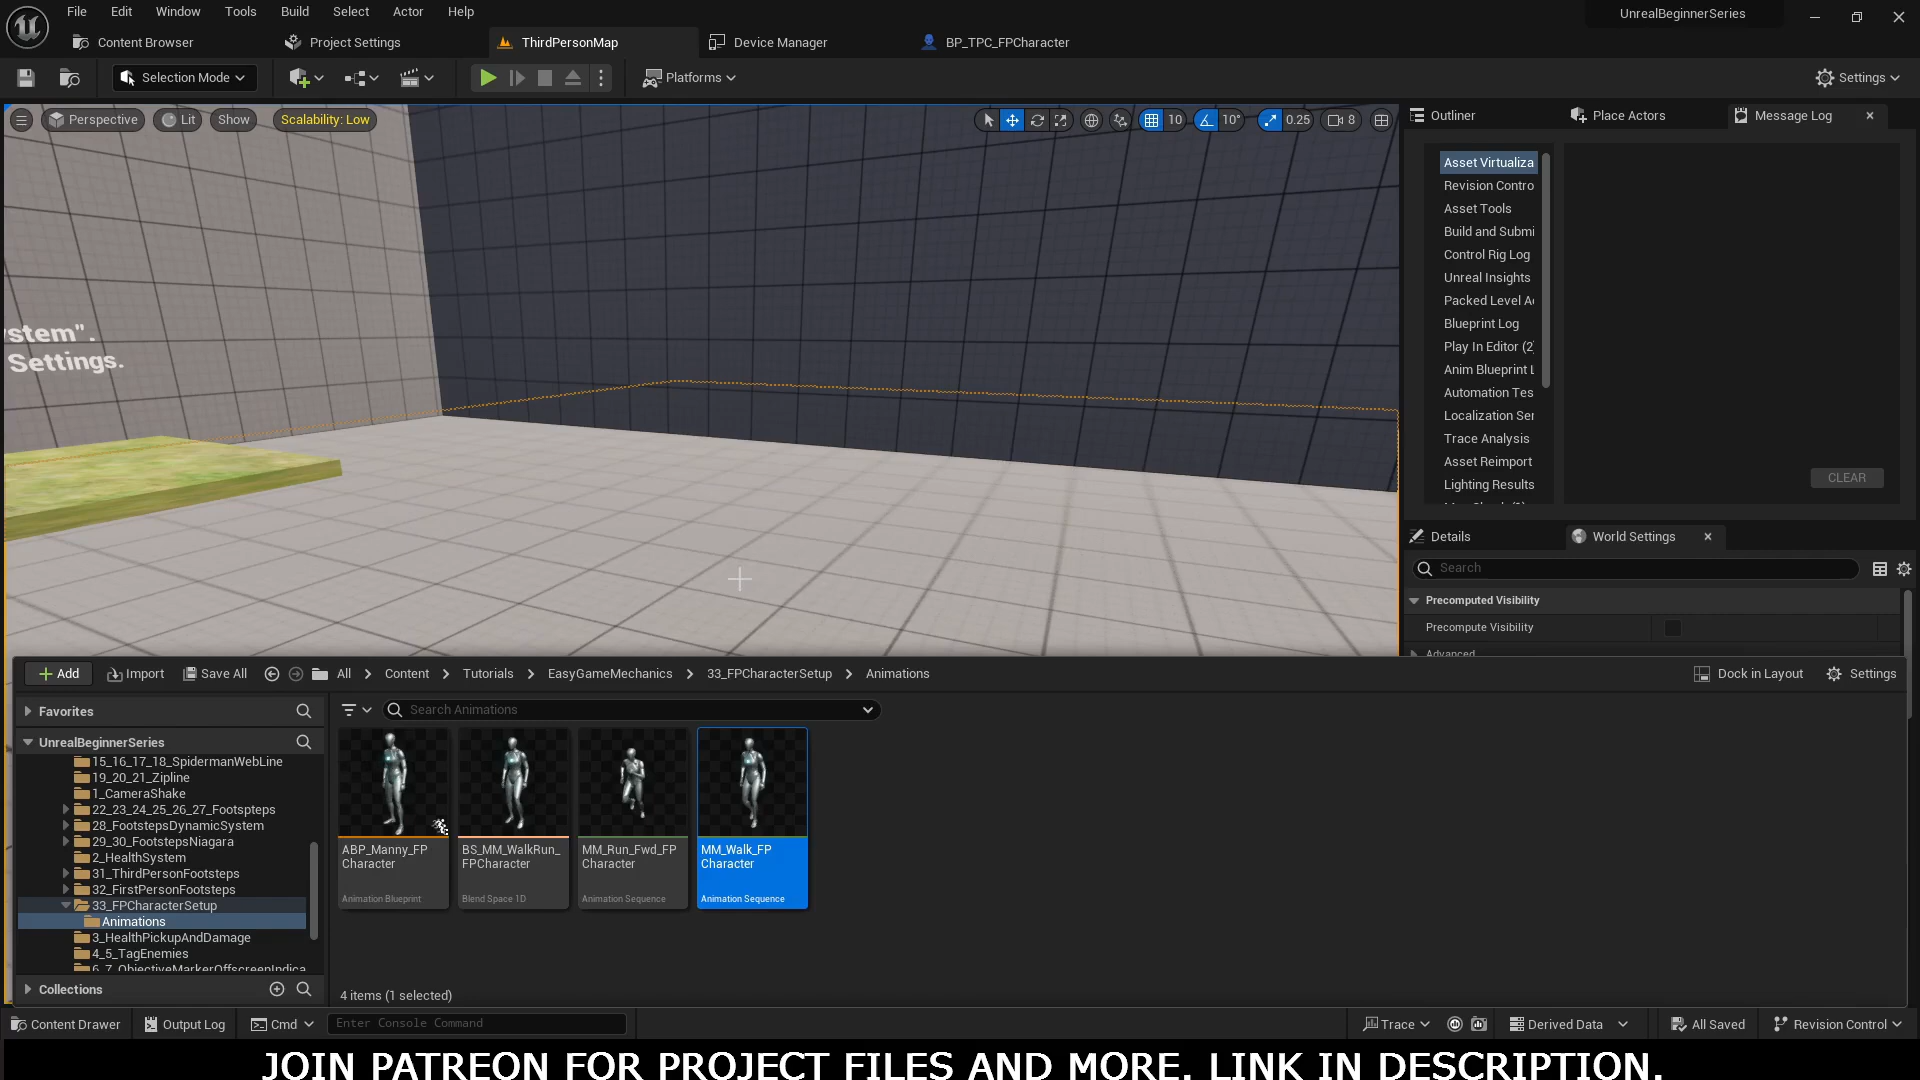 File Edit Window Tools Build Select Actor Help
UnrealBeginnerSeries
Content Browser Project Settings ThirdPersonMap Device Manager BP_TPC_FPCharacter
Selection Mode Platforms Settings
Perspective Lit Show Scalability: Low 10 10° 0.25 8
ystem".
Settings.
Outliner Place Actors Message Log
Asset Virtualiza
Revision Contro
Asset Tools
Build and Submi
Control Rig Log
Unreal Insights
Packed Level A
Blueprint Log
Play In Editor (2)
Anim Blueprint L
Automation Tes
Localization Ser
Trace Analysis
Asset Reimport
Lighting Results
CLEAR
Details World Settings
Search
Precomputed Visibility
Precompute Visibility
Advanced
Add Import Save All All > Content > Tutorials > EasyGameMechanics > 33_FPCharacterSetup > Animations Dock in Layout Settings
Favorites
Search Animations
UnrealBeginnerSeries
15_16_17_18_SpidermanWebLine
19_20_21_Zipline
1_CameraShake
22_23_24_25_26_27_Footspteps
28_FootstepsDynamicSystem
29_30_FootstepsNiagara
2_HealthSystem
31_ThirdPersonFootsteps
32_FirstPersonFootsteps
33_FPCharacterSetup
Animations
3_HealthPickupAndDamage
4_5_TagEnemies
6_7_ObjectiveMarkerOffscreenIndica
Collections
ABP_Manny_FP
Character
Animation Blueprint
BS_MM_WalkRun_
FPCharacter
Blend Space 1D
MM_Run_Fwd_FP
Character
Animation Sequence
MM_Walk_FP
Character
Animation Sequence
4 items (1 selected)
Content Drawer Output Log Cmd Enter Console Command Trace Derived Data All Saved Revision Control
JOIN PATREON FOR PROJECT FILES AND MORE. LINK IN DESCRIPTION.